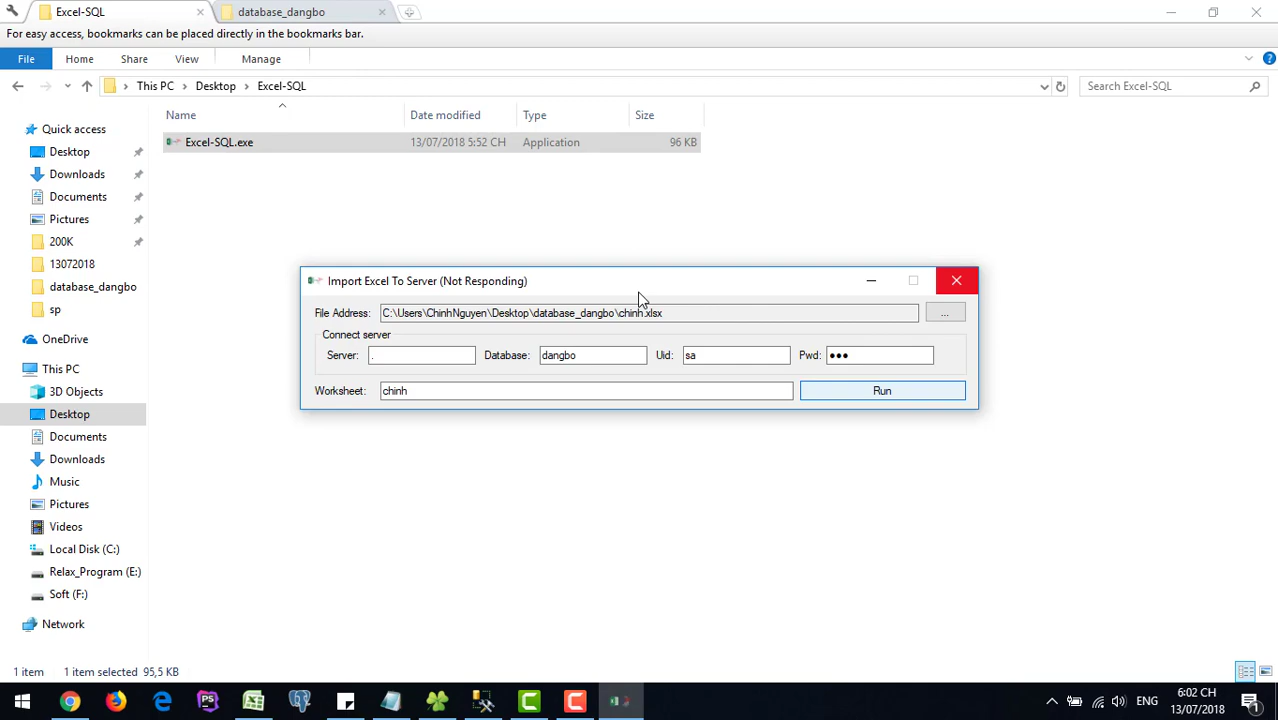 Excel-SQL
database_dangbo
For easy access, bookmarks can be placed directly in the bookmarks bar.
File Home Share View Manage
This PC Desktop Excel-SQL Search Excel-SQL
Name Date modified Type Size
Quick access
Excel-SQL.exe 13/07/2018 5:52 CH Application 96 KB
Desktop
Downloads
Documents
Pictures
200K
13072018
database_dangbo
sp
OneDrive
This PC
3D Objects
Desktop
Documents
Downloads
Music
Pictures
Videos
Local Disk (C:)
Relax_Program (E:)
Soft (F:)
Network
Import Excel To Server (Not Responding)
File Address: C:\Users\ChinhNguyen\Desktop\database_dangbo\chinh.xlsx ...
Connect server
Server: . Database: dangbo Uid: sa Pwd: ●●●
Worksheet: chinh Run
1 item 1 item selected 95,5 KB
PS
ENG
6:02 CH
13/07/2018
1